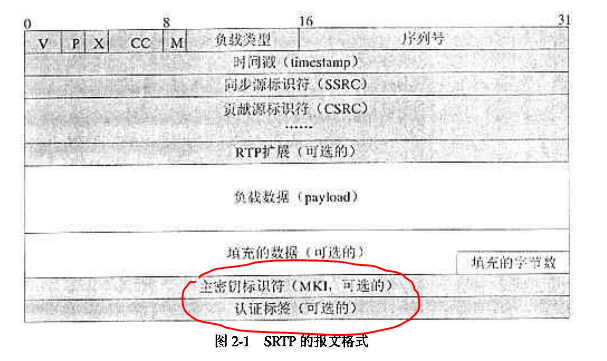 0 8 16 31
V P X CC M 负载类型 序列号
时间戳（timestamp）
同步源标识符（SSRC）
贡献源标识符（CSRC）
……
RTP扩展（可选的）
负载数据（payload）
填充的数据（可选的）
填充的字节数
主密切标识符（MKI，可选的）
认证标签（可选的）
图 2-1 SRTP 的报文格式